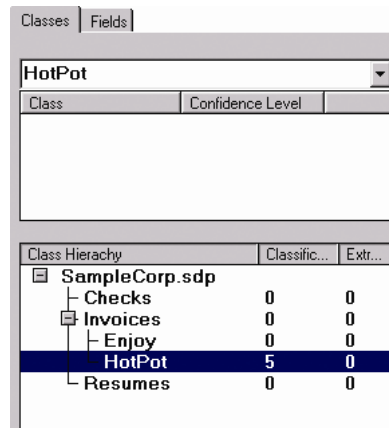 Classes Fields
HotPot
Class Confidence Level
Class Hierachy Classific... Extr...
SampleCorp.sdp
Checks 0 0
Invoices 0 0
Enjoy 0 0
HotPot 5 0
Resumes 0 0